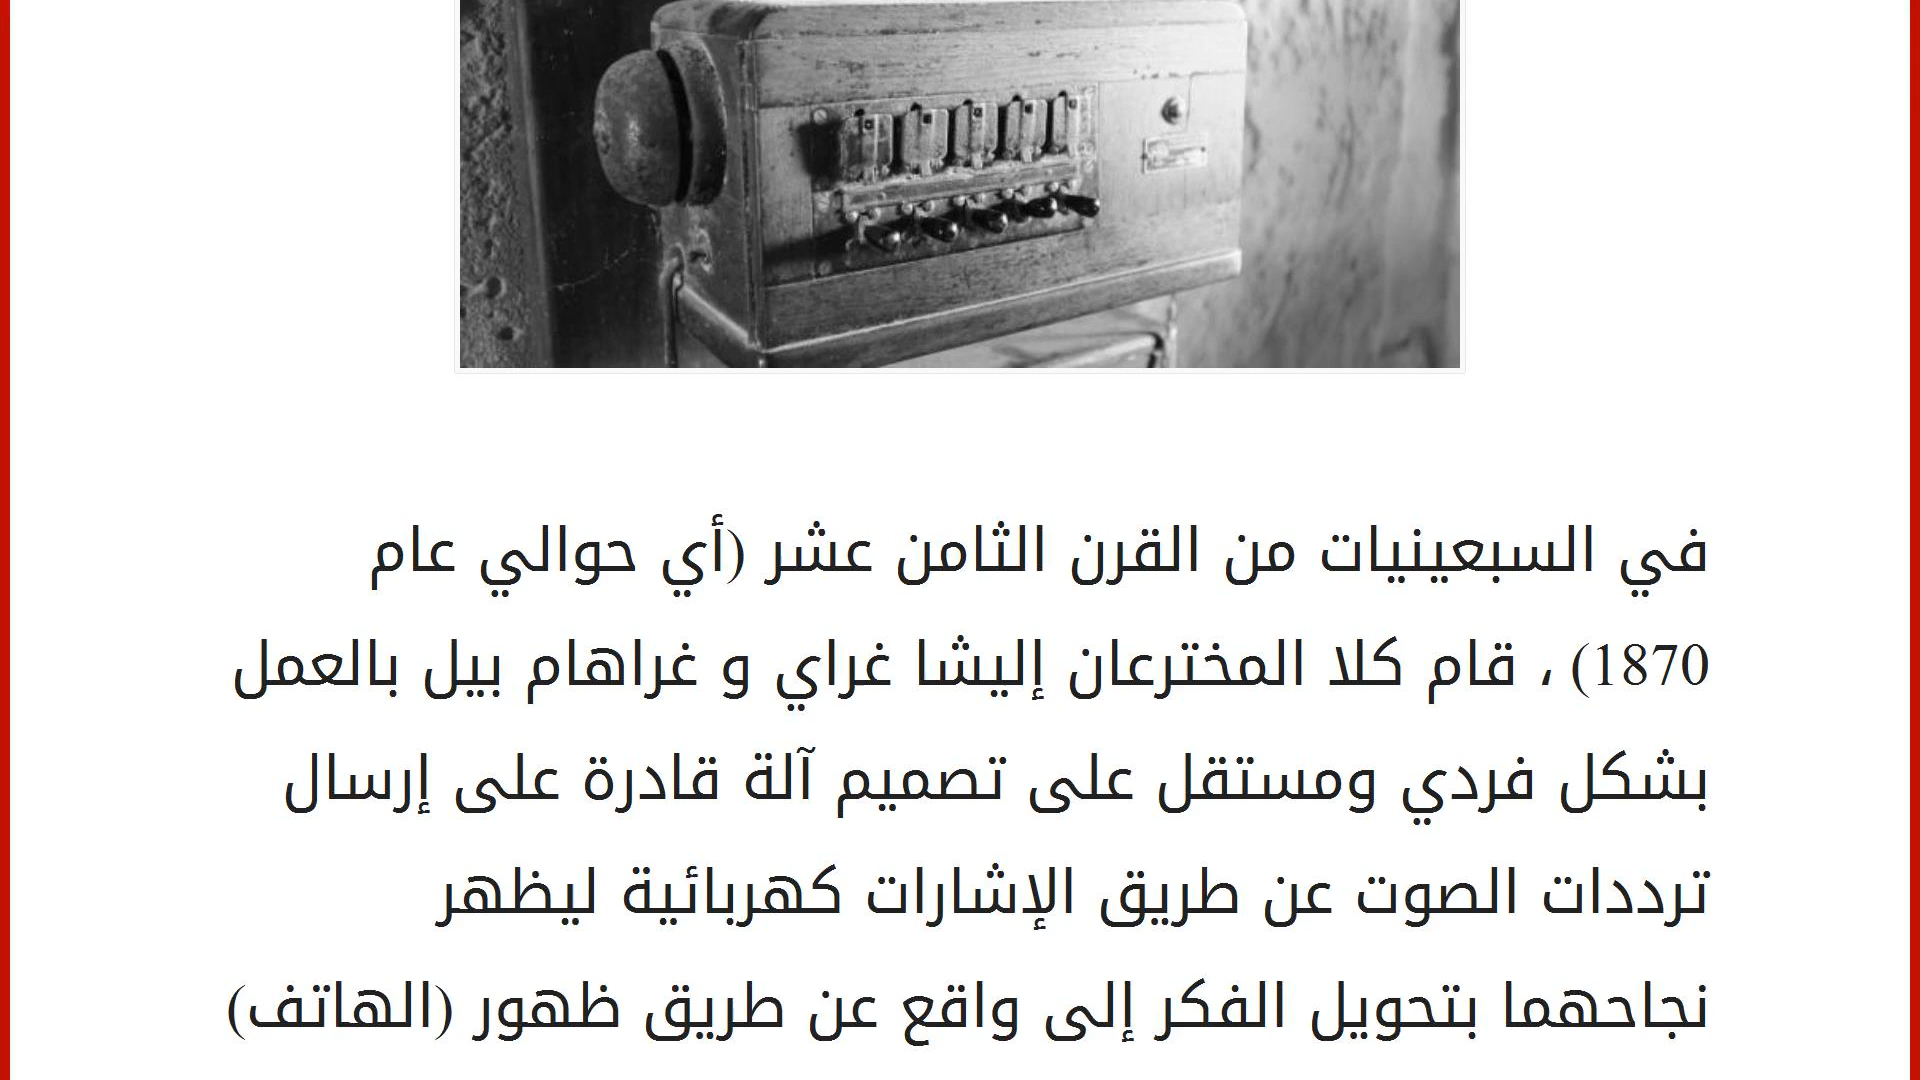 في السبعينيات من القرن الثامن عشر (أي حوالي عام
1870) ، قام كلا المخترعان إليشا غراي و غراهام بيل بالعمل
بشكل فردي ومستقل على تصميم آلة قادرة على إرسال
ترددات الصوت عن طريق الإشارات كهربائية ليظهر
نجاحهما بتحويل الفكر إلى واقع عن طريق ظهور (الهاتف)